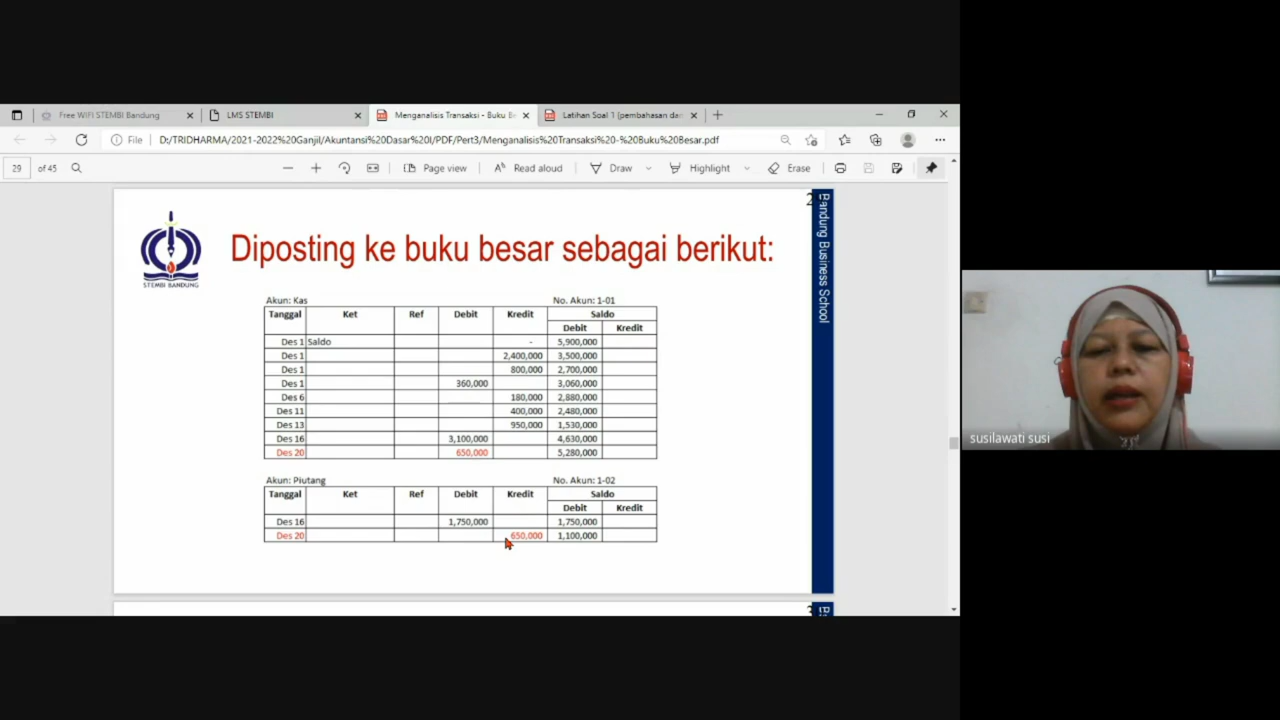 Free WIFI STEMBI Bandung
LMS STEMBI
Menganalisis Transaksi - Buku B
Latihan Soal 1 (pembahasan dar
File
D:/TRIDHARMA/2021-2022%20Ganjil/Akuntansi%20Dasar%20I/PDF/Pert3/Menganalisis%20Transaksi%20-%20Buku%20Besar.pdf
29 of 45
Page view
Read aloud
Draw
Highlight
Erase
2
Bandung Business School
STEMBI BANDUNG
Diposting ke buku besar sebagai berikut:
Akun: Kas No. Akun: 1-01
Tanggal Ket Ref Debit Kredit Saldo
Debit Kredit
Des 1 Saldo - 5,900,000
Des 1 2,400,000 3,500,000
Des 1 800,000 2,700,000
Des 1 360,000 3,060,000
Des 6 180,000 2,880,000
Des 11 400,000 2,480,000
Des 13 950,000 1,530,000
Des 16 3,100,000 4,630,000
Des 20 650,000 5,280,000
Akun: Piutang No. Akun: 1-02
Tanggal Ket Ref Debit Kredit Saldo
Debit Kredit
Des 16 1,750,000 1,750,000
Des 20 650,000 1,100,000
susilawati susi